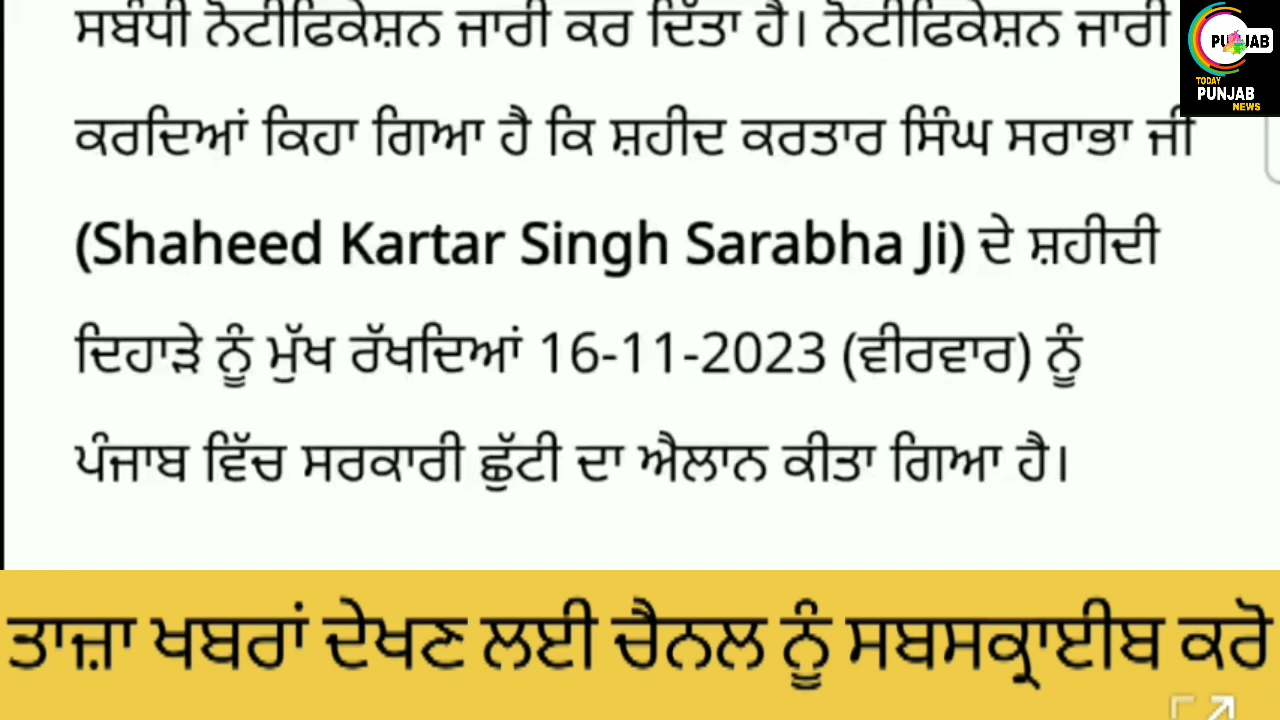 ਸਬੰਧੀ ਨੋਟੀਫਿਕੇਸ਼ਨ ਜਾਰੀ ਕਰ ਦਿੱਤਾ ਹੈ। ਨੋਟੀਫਿਕੇਸ਼ਨ ਜਾਰੀ
ਕਰਦਿਆਂ ਕਿਹਾ ਗਿਆ ਹੈ ਕਿ ਸ਼ਹੀਦ ਕਰਤਾਰ ਸਿੰਘ ਸਰਾਭਾ ਜੀ
(Shaheed Kartar Singh Sarabha Ji) ਦੇ ਸ਼ਹੀਦੀ
ਦਿਹਾੜੇ ਨੂੰ ਮੁੱਖ ਰੱਖਦਿਆਂ 16-11-2023 (ਵੀਰਵਾਰ) ਨੂੰ
ਪੰਜਾਬ ਵਿੱਚ ਸਰਕਾਰੀ ਛੁੱਟੀ ਦਾ ਐਲਾਨ ਕੀਤਾ ਗਿਆ ਹੈ।
PUNJAB
TODAY
PUNJAB
NEWS
ਤਾਜ਼ਾ ਖਬਰਾਂ ਦੇਖਣ ਲਈ ਚੈਨਲ ਨੂੰ ਸਬਸਕ੍ਰਾਈਬ ਕਰੋ